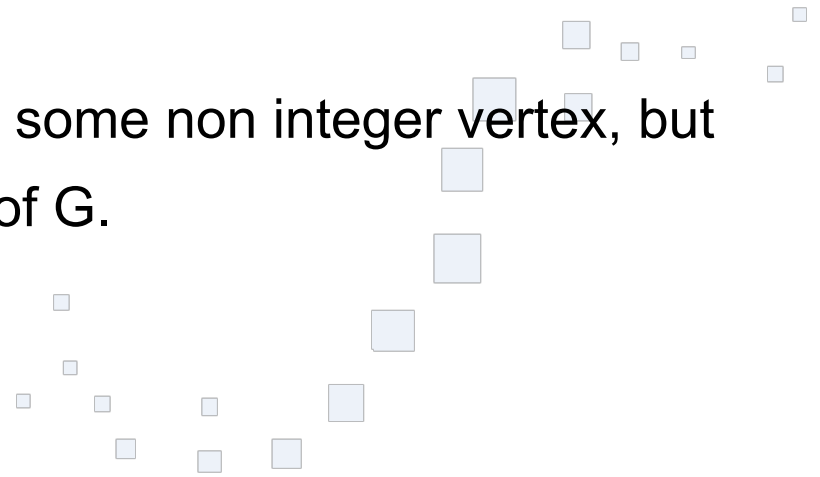 some non integer vertex, but
of G.